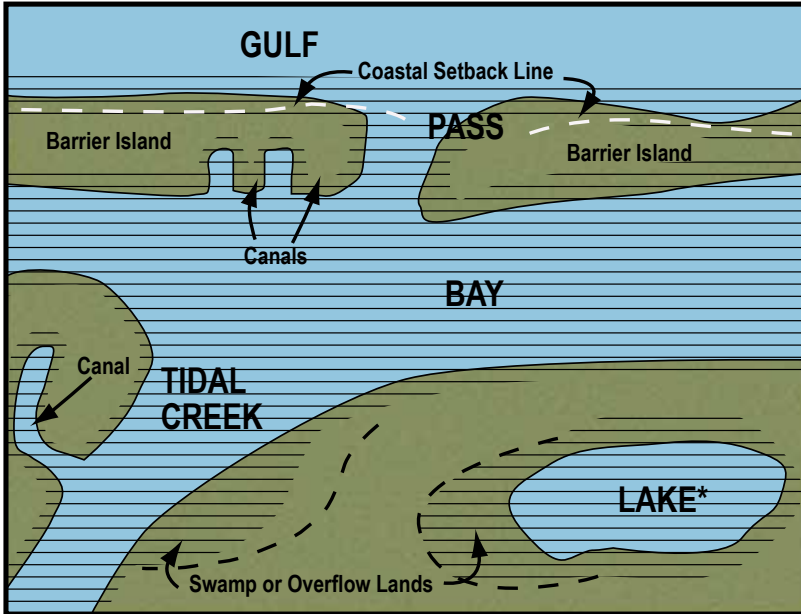 GULF
Coastal Setback Line
PASS
Barrier Island
Barrier Island
Canals
BAY
Canal
TIDAL
CREEK
LAKE*
Swamp or Overflow Lands